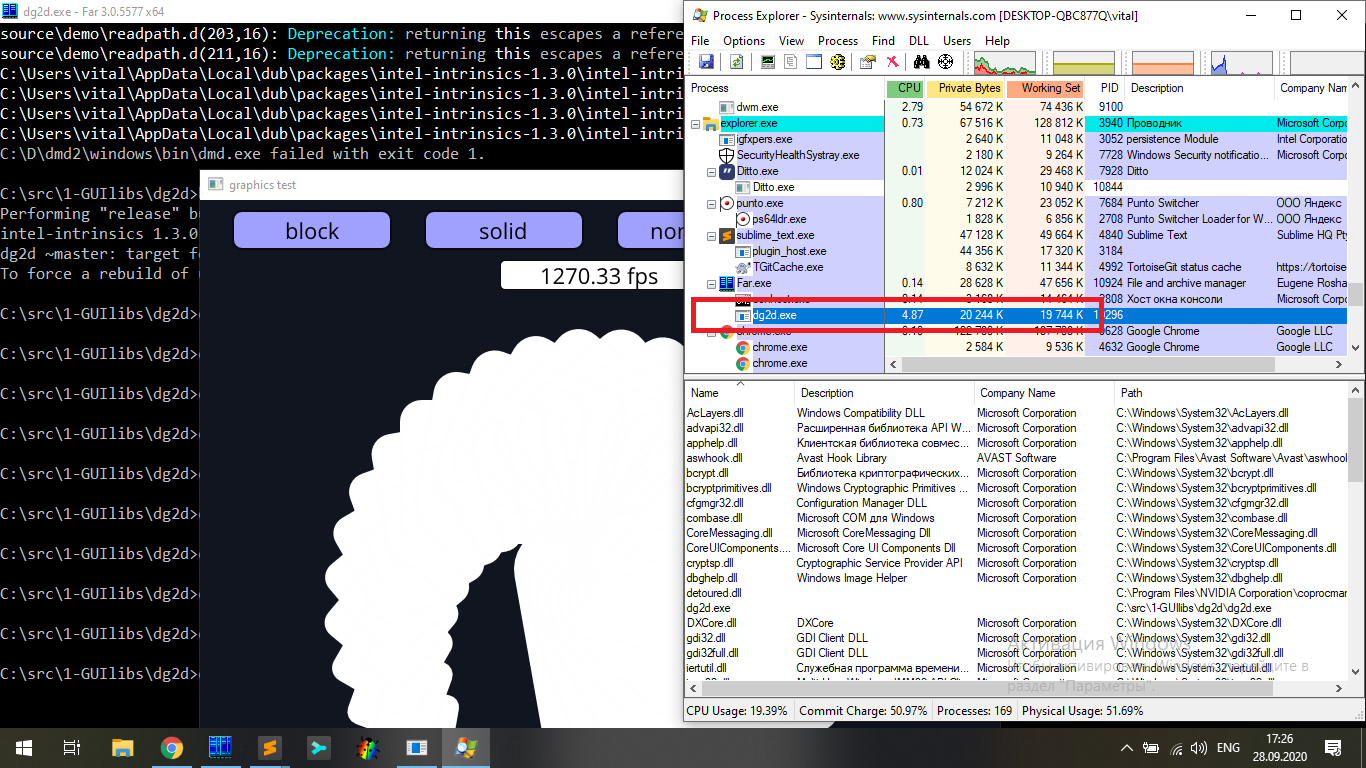 dg2d.exe - Far 3.0.5577 x64
source\demo\readpath.d(203,16): Deprecation: returning this escapes a refere
source\demo\readpath.d(211,16): Deprecation: returning this escapes a refere
C:\Users\vital\AppData\Local\dub\packages\intel-intrinsics-1.3.0\intel-intri
C:\Users\vital\AppData\Local\dub\packages\intel-intrinsics-1.3.0\intel-intri
C:\Users\vital\AppData\Local\dub\packages\intel-intrinsics-1.3.0\intel-intri
C:\Users\vital\AppData\Local\dub\packages\intel-intrinsics-1.3.0\intel-intri
C:\D\dmd2\windows\bin\dmd.exe failed with exit code 1.
C:\src\1-GUIlibs\dg2d>
Performing "release" b
intel-intrinsics 1.3.0
dg2d ~master: target f
To force a rebuild of
C:\src\1-GUIlibs\dg2d>
C:\src\1-GUIlibs\dg2d>
C:\src\1-GUIlibs\dg2d>
C:\src\1-GUIlibs\dg2d>
C:\src\1-GUIlibs\dg2d>
C:\src\1-GUIlibs\dg2d>
C:\src\1-GUIlibs\dg2d>
C:\src\1-GUIlibs\dg2d>
C:\src\1-GUIlibs\dg2d>
C:\src\1-GUIlibs\dg2d>
graphics test
block solid nor
1270.33 fps
Process Explorer - Sysinternals: www.sysinternals.com [DESKTOP-QBC877Q\vital]
File Options View Process Find DLL Users Help
Process CPU Private Bytes Working Set PID Description Company Nam
dwm.exe 2.79 54 672 K 74 436 K 9100
explorer.exe 0.73 67 516 K 128 812 K 3940 Проводник Microsoft Corpo
igfxpers.exe 2 640 K 11 048 K 3052 persistence Module Intel Corporation
SecurityHealthSystray.exe 2 180 K 9 264 K 7728 Windows Security notificatio... Microsoft Corpo
Ditto.exe 0.01 12 024 K 29 468 K 7928 Ditto
Ditto.exe 2 996 K 10 940 K 10844
punto.exe 0.80 7 212 K 23 052 K 7684 Punto Switcher ООО Яндекс
ps64ldr.exe 1 828 K 6 856 K 2708 Punto Switcher Loader for W... ООО Яндекс
sublime_text.exe 47 128 K 49 664 K 4840 Sublime Text Sublime HQ Pty
plugin_host.exe 44 356 K 17 320 K 3184
TGitCache.exe 8 632 K 11 344 K 4992 TortoiseGit status cache https://tortoise
Far.exe 0.14 28 628 K 47 656 K 10924 File and archive manager Eugene Rosha
conhost.exe 0.14 Хост окна консоли Microsoft Corpo
dg2d.exe 4.87 20 244 K 19 744 K
chrome.exe Google Chrome Google LLC
chrome.exe 2 584 K 9 536 K 4632 Google Chrome Google LLC
chrome.exe
Name Description Company Name Path
AcLayers.dll Windows Compatibility DLL Microsoft Corporation C:\Windows\System32\AcLayers.dll
advapi32.dll Расширенная библиотека API W... Microsoft Corporation C:\Windows\System32\advapi32.dll
apphelp.dll Клиентская библиотека совмес... Microsoft Corporation C:\Windows\System32\apphelp.dll
aswhook.dll Avast Hook Library AVAST Software C:\Program Files\Avast Software\Avast\aswhook
bcrypt.dll Библиотека криптографических... Microsoft Corporation C:\Windows\System32\bcrypt.dll
bcryptprimitives.dll Windows Cryptographic Primitives ... Microsoft Corporation C:\Windows\System32\bcryptprimitives.dll
cfgmgr32.dll Configuration Manager DLL Microsoft Corporation C:\Windows\System32\cfgmgr32.dll
combase.dll Microsoft COM для Windows Microsoft Corporation C:\Windows\System32\combase.dll
CoreMessaging.dll Microsoft CoreMessaging Dll Microsoft Corporation C:\Windows\System32\CoreMessaging.dll
CoreUIComponents.... Microsoft Core UI Components Dll Microsoft Corporation C:\Windows\System32\CoreUIComponents.dll
cryptsp.dll Cryptographic Service Provider API Microsoft Corporation C:\Windows\System32\cryptsp.dll
dbghelp.dll Windows Image Helper Microsoft Corporation C:\Windows\System32\dbghelp.dll
detoured.dll C:\Program Files\NVIDIA Corporation\coprocmar
dg2d.exe C:\src\1-GUIlibs\dg2d\dg2d.exe
DXCore.dll DXCore Microsoft Corporation C:\Windows\System32\DXCore.dll
gdi32.dll GDI Client DLL Microsoft Corporation C:\Windows\System32\gdi32.dll
gdi32full.dll GDI Client DLL Microsoft Corporation C:\Windows\System32\gdi32full.dll
iertutil.dll Служебная программа времени... Microsoft Corporation C:\Windows\System32\iertutil.dll
Активация Windows
Чтобы активировать Windows, перейдите в
раздел "Параметры".
CPU Usage: 19.39% Commit Charge: 50.97% Processes: 169 Physical Usage: 51.69%
ENG
17:26
28.09.2020